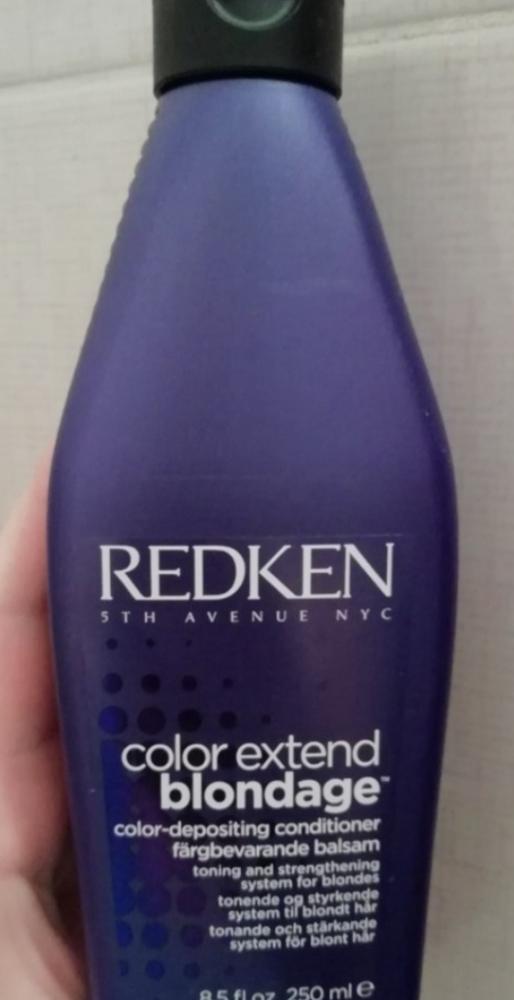 REDKEN
5TH AVENUE NYC
color extend
blondage™
color-depositing conditioner
färgbevarande balsam
toning and strengthening
system for blondes
tonende og styrkende
system til blondt hår
tonande och stärkande
system för blont hår
8.5 fl oz 250 ml e